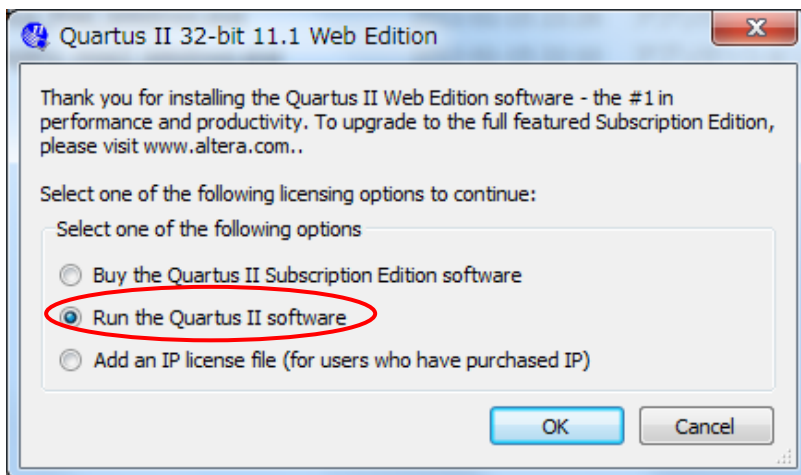 Quartus II 32-bit 11.1 Web Edition
Thank you for installing the Quartus II Web Edition software - the #1 in
performance and productivity. To upgrade to the full featured Subscription Edition,
please visit www.altera.com..
Select one of the following licensing options to continue:
Select one of the following options
Buy the Quartus II Subscription Edition software
Run the Quartus II software
Add an IP license file (for users who have purchased IP)
OK Cancel